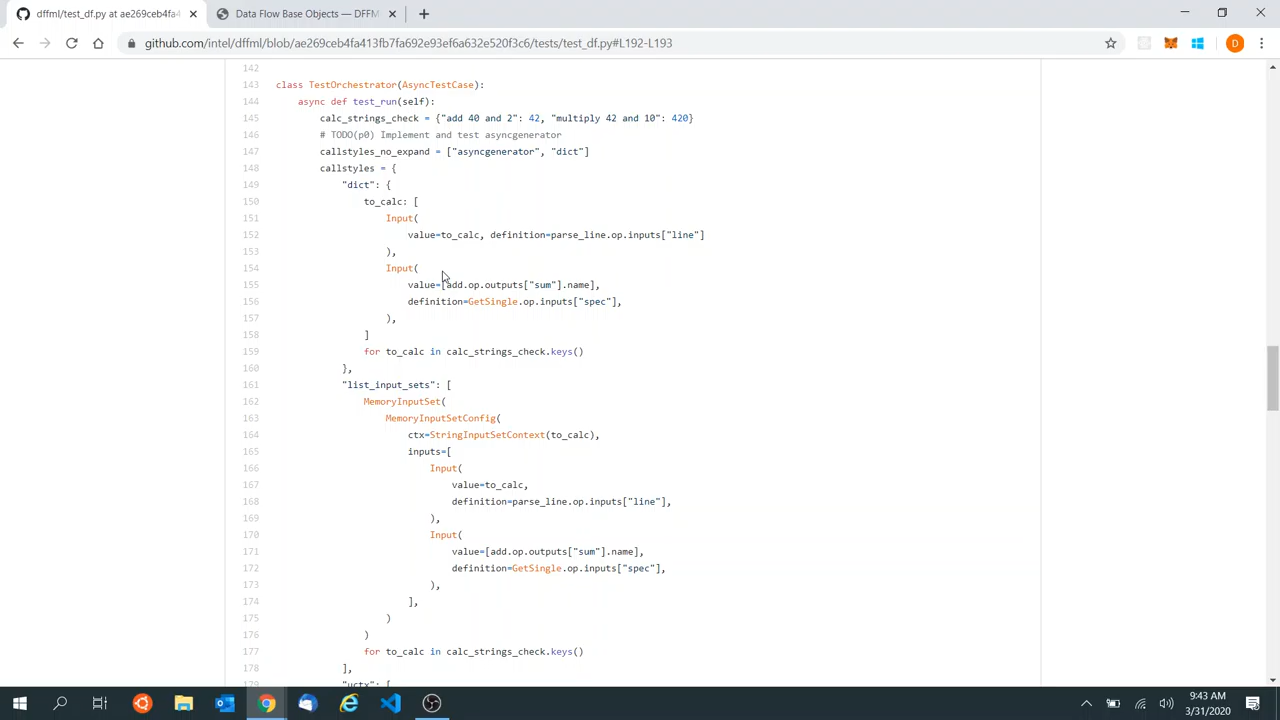 dffml/test_df.py at ae269ceb4fa4
Data Flow Base Objects — DFFM
github.com/intel/dffml/blob/ae269ceb4fa413fb7fa692e93ef6a632e520f3c6/tests/test_df.py#L192-L193
D
142
143 class TestOrchestrator(AsyncTestCase):
144 async def test_run(self):
145 calc_strings_check = {"add 40 and 2": 42, "multiply 42 and 10": 420}
146 # TODO(p0) Implement and test asyncgenerator
147 callstyles_no_expand = ["asyncgenerator", "dict"]
148 callstyles = {
149 "dict": {
150 to_calc: [
151 Input(
152 value=to_calc, definition=parse_line.op.inputs["line"]
153 ),
154 Input(
155 value=[add.op.outputs["sum"].name],
156 definition=GetSingle.op.inputs["spec"],
157 ),
158 ]
159 for to_calc in calc_strings_check.keys()
160 },
161 "list_input_sets": [
162 MemoryInputSet(
163 MemoryInputSetConfig(
164 ctx=StringInputSetContext(to_calc),
165 inputs=[
166 Input(
167 value=to_calc,
168 definition=parse_line.op.inputs["line"],
169 ),
170 Input(
171 value=[add.op.outputs["sum"].name],
172 definition=GetSingle.op.inputs["spec"],
173 ),
174 ],
175 )
176 )
177 for to_calc in calc_strings_check.keys()
178 ],
179 "uctx": [
9:43 AM
3/31/2020